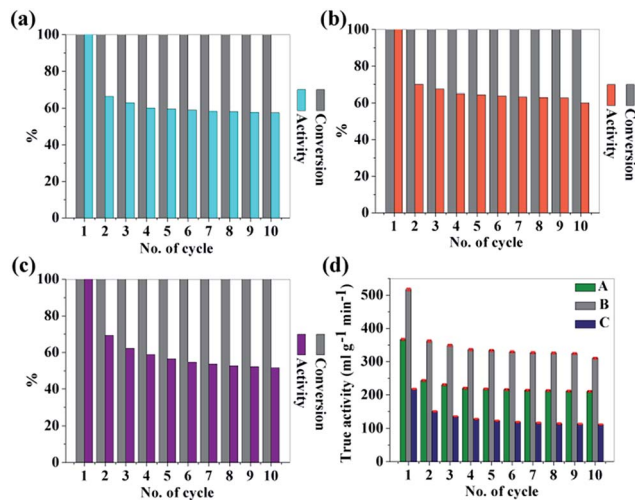 (a)
100
80
60
40
20
0
%
1 2 3 4 5 6 7 8 9 10
No. of cycle
Activity
Conversion
(b)
100
80
60
40
20
0
%
1 2 3 4 5 6 7 8 9 10
No. of cycle
Activity
Conversion
(c)
100
80
60
40
20
0
%
1 2 3 4 5 6 7 8 9 10
No. of cycle
Activity
Conversion
(d)
A
B
C
500
400
300
200
100
0
True activity (ml g⁻¹ min⁻¹)
1 2 3 4 5 6 7 8 9 10
No. of cycle